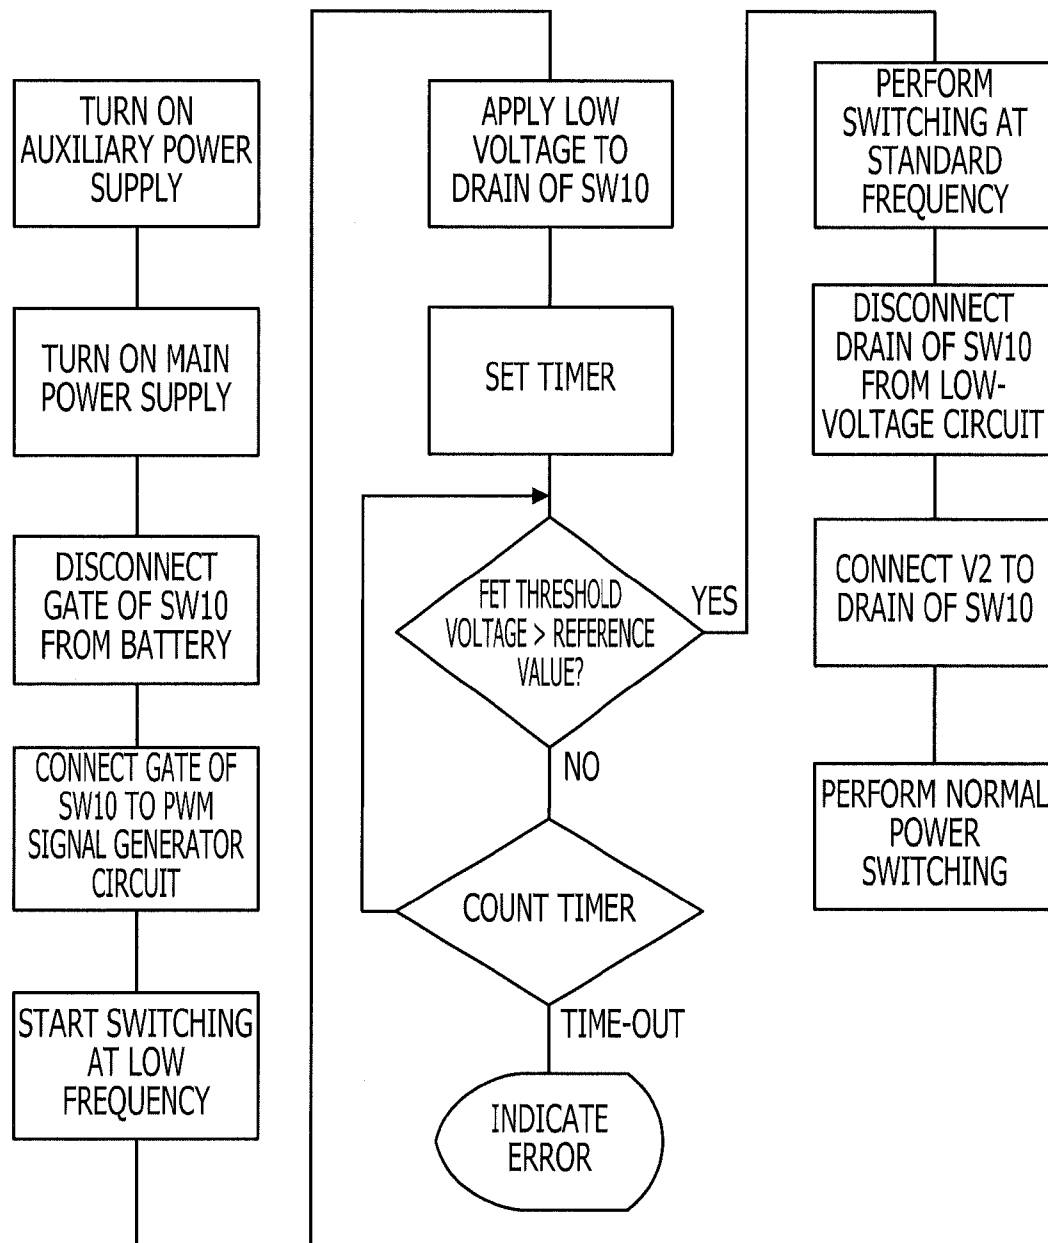 TURN ON
AUXILIARY POWER
SUPPLY
TURN ON MAIN
POWER SUPPLY
DISCONNECT
GATE OF SW10
FROM BATTERY
CONNECT GATE OF
SW10 TO PWM
SIGNAL GENERATOR
CIRCUIT
START SWITCHING
AT LOW
FREQUENCY
APPLY LOW
VOLTAGE TO
DRAIN OF SW10
SET TIMER
FET THRESHOLD
VOLTAGE > REFERENCE
VALUE?
YES
NO
COUNT TIMER
TIME-OUT
INDICATE
ERROR
PERFORM
SWITCHING AT
STANDARD
FREQUENCY
DISCONNECT
DRAIN OF SW10
FROM LOW-
VOLTAGE CIRCUIT
CONNECT V2 TO
DRAIN OF SW10
PERFORM NORMAL
POWER
SWITCHING